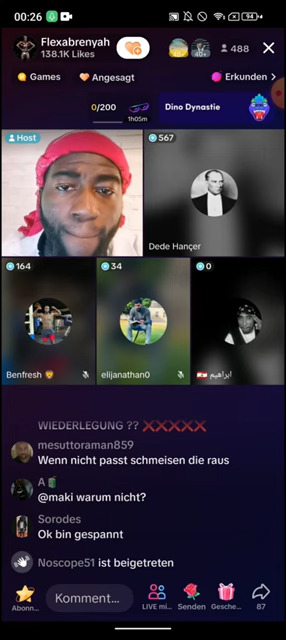 00:26
94
Flexabrenyah
138.1K Likes
488
Games
Angesagt
Erkunden >
0/200
1h05m
Dino Dynastie
Host
567
Dede Hançer
164
34
0
Benfresh
elijanathan0
ابراهيم
WIEDERLEGUNG ?? ❌❌❌❌❌
mesuttoraman859
Wenn nicht passt schmeisen die raus
A
@maki warum nicht?
Sorodes
Ok bin gespannt
Noscope51 ist beigetreten
Komment...
Abonn...
LIVE mi...
Senden
Gesche...
87